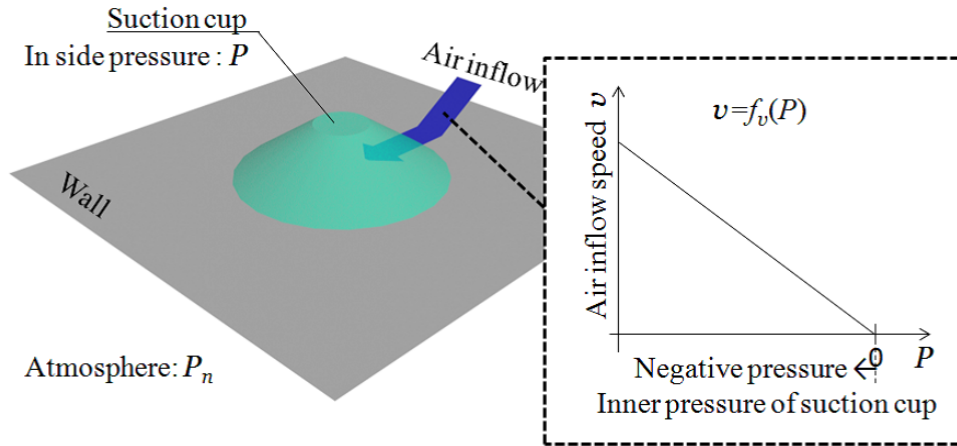 Suction cup
In side pressure : P
Air inflow
Wall
Atmosphere: Pₙ
v=fᵥ(P)
Air inflow speed v
0
P
Negative pressure ←
Inner pressure of suction cup